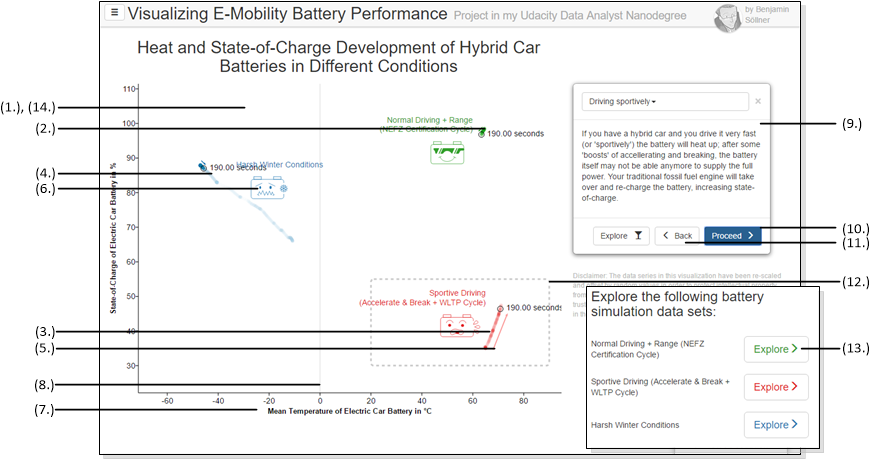 Visualizing E-Mobility Battery Performance Project in my Udacity Data Analyst Nanodegree
by Benjamin
Söllner
Heat and State-of-Charge Development of Hybrid Car
Batteries in Different Conditions
(1.), (14.)
(2.)
(4.)
(6.)
(3.)
(5.)
(8.)
(7.)
State-of-Charge of Electric Car Battery in %
110
100
90
80
70
60
50
40
30
-60
-40
-20
0
20
40
60
80
Mean Temperature of Electric Car Battery in °C
Normal Driving + Range
(NEFZ Certification Cycle)
190.00 seconds
Harsh Winter Conditions
190.00 seconds
Sportive Driving
(Accelerate & Break + WLTP Cycle)
190.00 seconds
Driving sportively
×
If you have a hybrid car and you drive it very fast
(or 'sportively') the battery will heat up; after some
'boosts' of accellerating and breaking, the battery
itself may not be able anymore to supply the full
power. Your traditional fossil fuel engine will take
over and re-charge the battery, increasing state-
of-charge.
Explore
Back
Proceed
(9.)
(10.)
(11.)
(12.)
(13.)
Disclaimer: The data series in this visualization have been re-scaled
Explore the following battery
simulation data sets:
Normal Driving + Range (NEFZ
Certification Cycle)
Explore
Sportive Driving (Accelerate & Break +
WLTP Cycle)
Explore
Harsh Winter Conditions
Explore